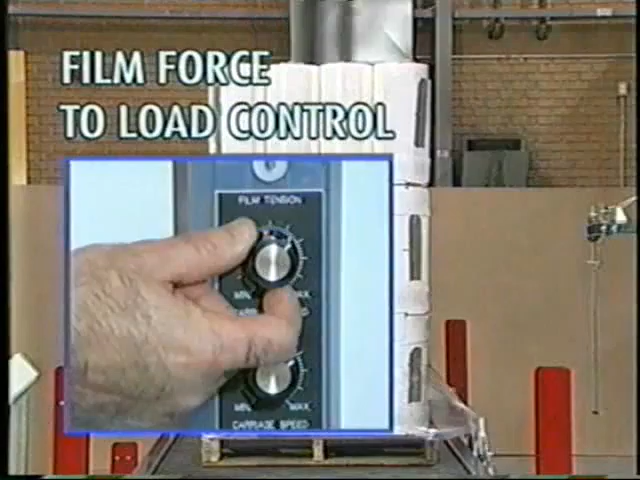 FILM FORCE
TO LOAD CONTROL
FILM TENSION
MIN MAX
MIN MAX
CARRIAGE SPEED